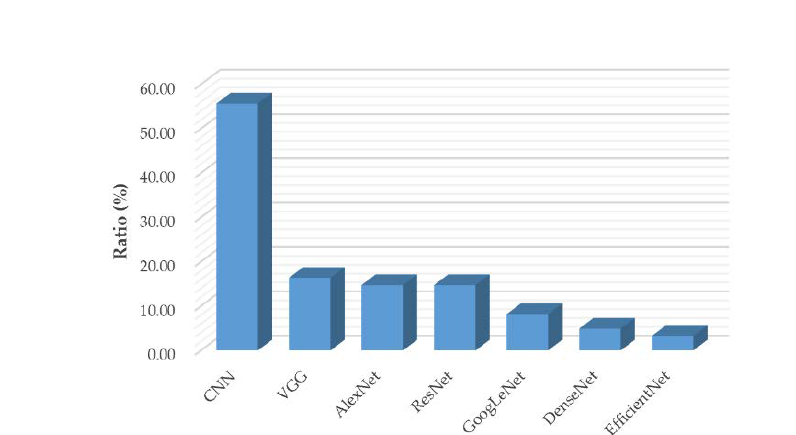 60.00
50.00
40.00
30.00
20.00
10.00
0.00
Ratio (%)
CNN
VGG
AlexNet
ResNet
GoogLeNet
DenseNet
EfficientNet